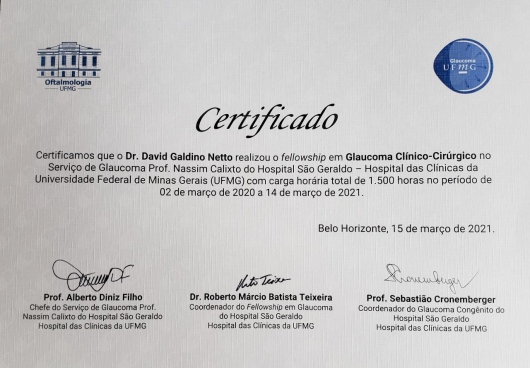 Oftalmologia
UFMG
Glaucoma
UFMG
Certificado
Certificamos que o Dr. David Galdino Netto realizou o fellowship em Glaucoma Clínico-Cirúrgico no
Serviço de Glaucoma Prof. Nassim Calixto do Hospital São Geraldo – Hospital das Clínicas da
Universidade Federal de Minas Gerais (UFMG) com carga horária total de 1.500 horas no período de
02 de março de 2020 a 14 de março de 2021.
Belo Horizonte, 15 de março de 2021.
Prof. Alberto Diniz Filho
Chefe do Serviço de Glaucoma Prof.
Nassim Calixto do Hospital São Geraldo
Hospital das Clínicas da UFMG
Dr. Roberto Márcio Batista Teixeira
Coordenador do Fellowship em Glaucoma
do Hospital São Geraldo
Hospital das Clínicas da UFMG
Cronemberger
Prof. Sebastião Cronemberger
Coordenador do Glaucoma Congênito do
Hospital São Geraldo
Hospital das Clínicas da UFMG